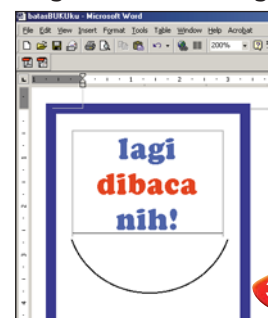 batasBUKUku - Microsoft Word
File Edit View Insert Format Tools Table Window Help Acrobat
200%
lagi
dibaca
nih!